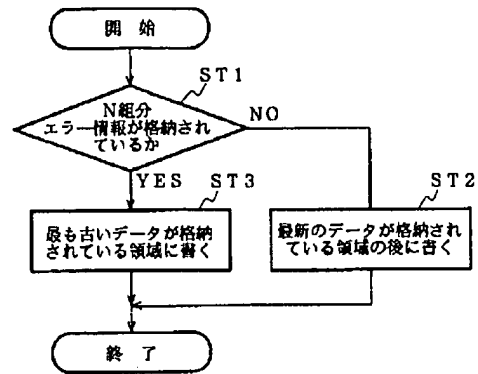 開 始
ST1
N組分
エラー情報が格納され
ているか
NO
YES
ST3
ST2
最も古いデータが格納
されている領域に書く
最新のデータが格納され
ている領域の後に書く
終 了